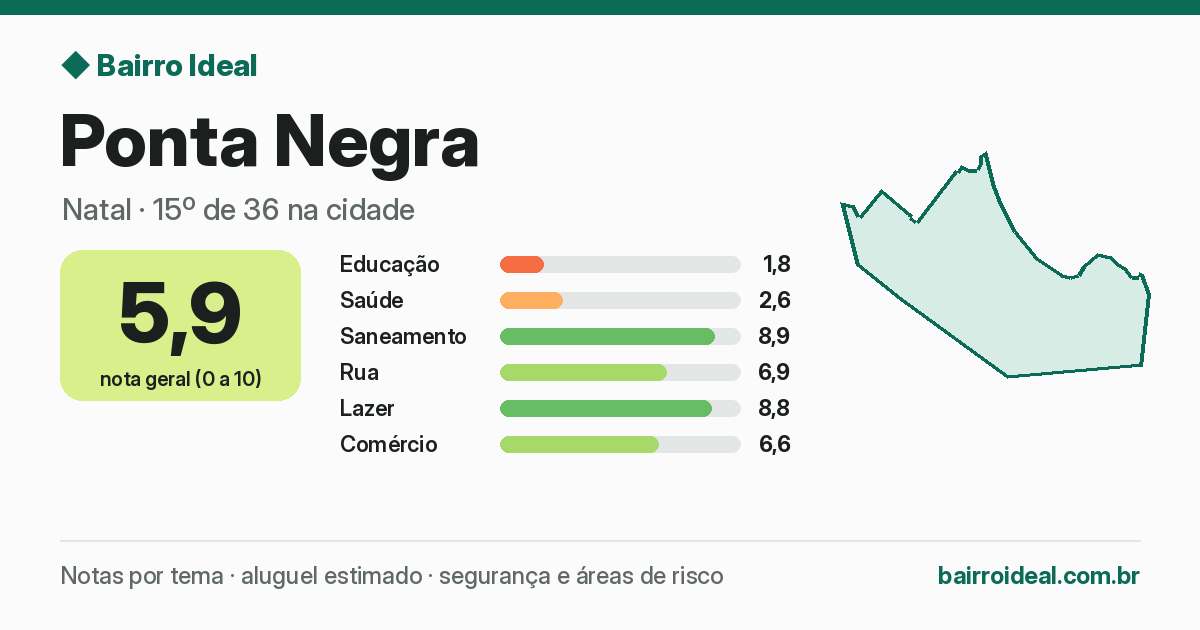 Bairro Ideal
Ponta Negra
Natal · 15º de 36 na cidade
5,9
nota geral (0 a 10)
Educação 1,8
Saúde 2,6
Saneamento 8,9
Rua 6,9
Lazer 8,8
Comércio 6,6
Notas por tema · aluguel estimado · segurança e áreas de risco
bairroideal.com.br